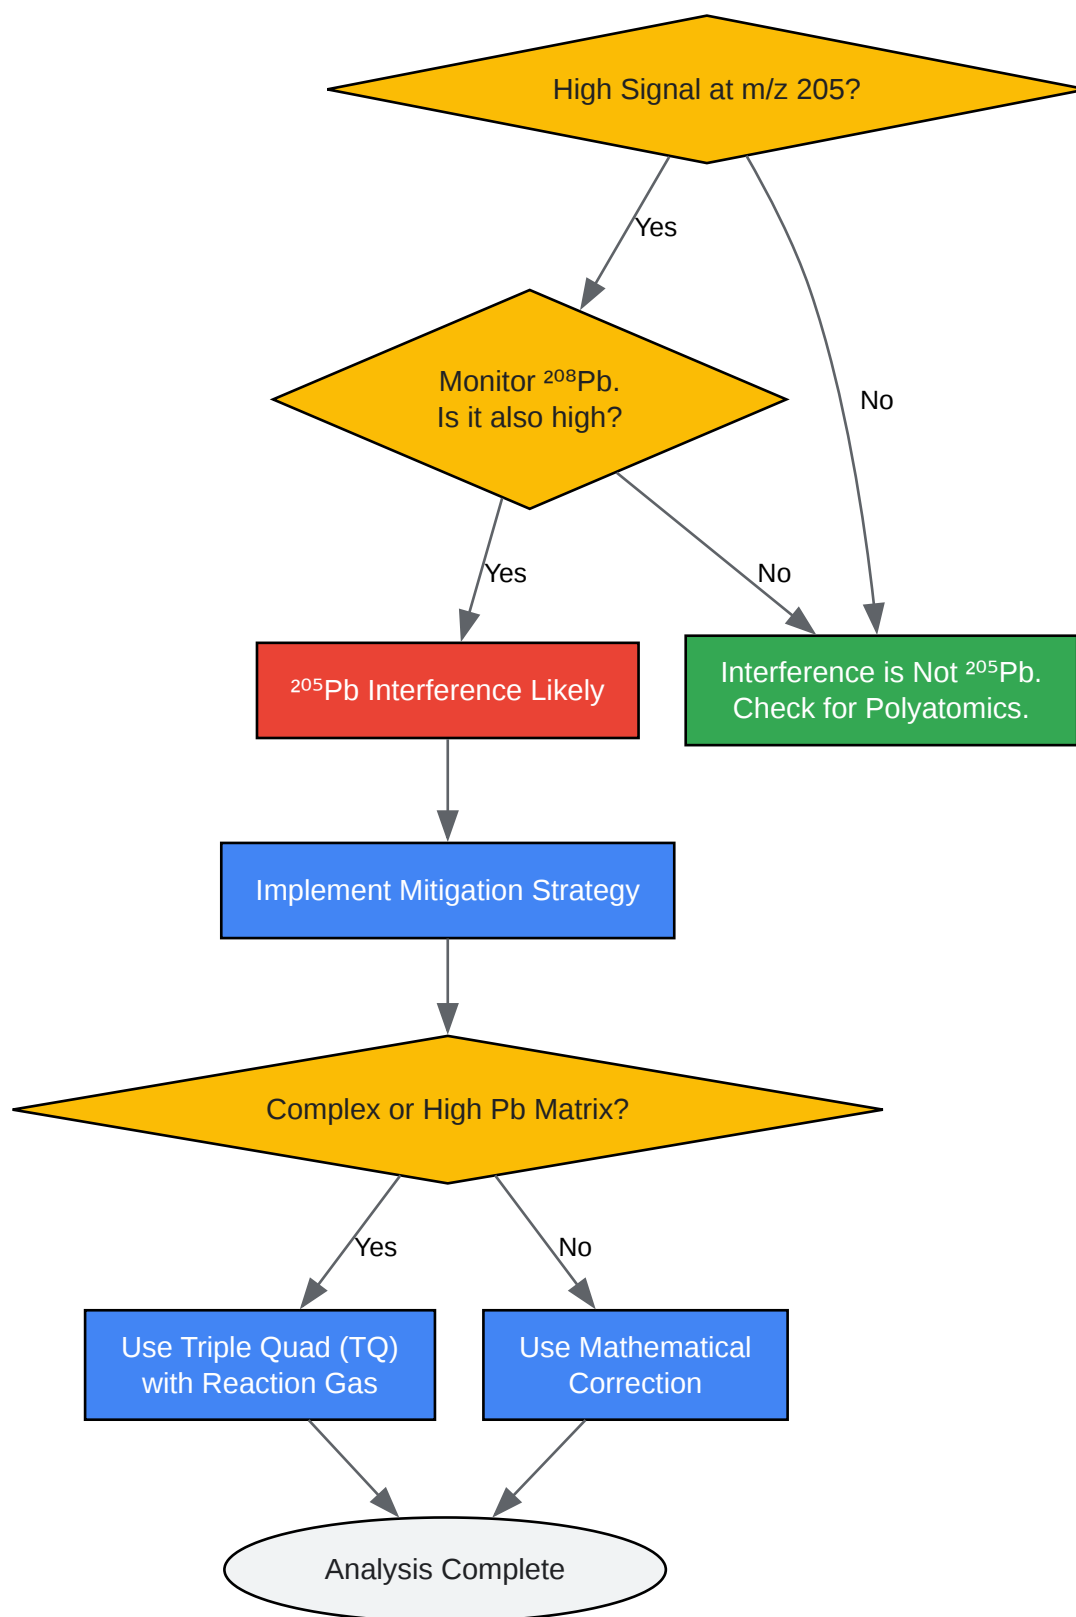 High Signal at m/z 205?
Yes
No
Monitor ²⁰⁸Pb.
Is it also high?
Yes
No
²⁰⁵Pb Interference Likely
Interference is Not ²⁰⁵Pb.
Check for Polyatomics.
Implement Mitigation Strategy
Complex or High Pb Matrix?
Yes
No
Use Triple Quad (TQ)
with Reaction Gas
Use Mathematical
Correction
Analysis Complete